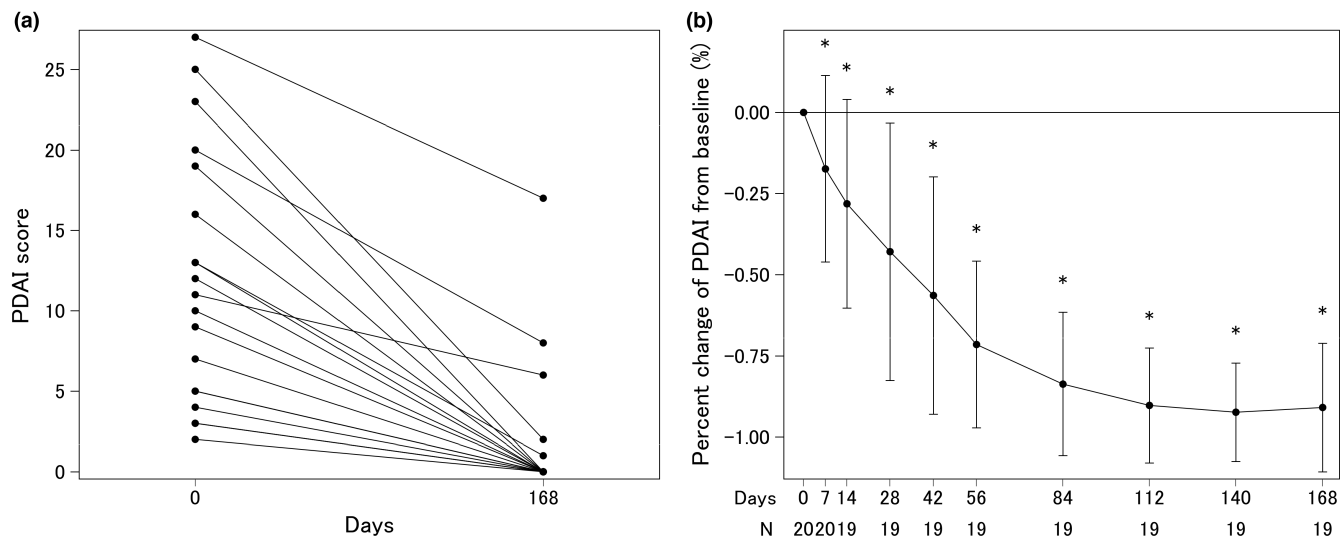 (a)
PDAI score
25
20
15
10
5
0
0 168
Days
(b)
Percent change of PDAI from baseline (%)
0.00
−0.25
−0.50
−0.75
−1.00
* * * * * * * * * *
Days 0 7 14 28 42 56 84 112 140 168
N 20 20 19 19 19 19 19 19 19 19